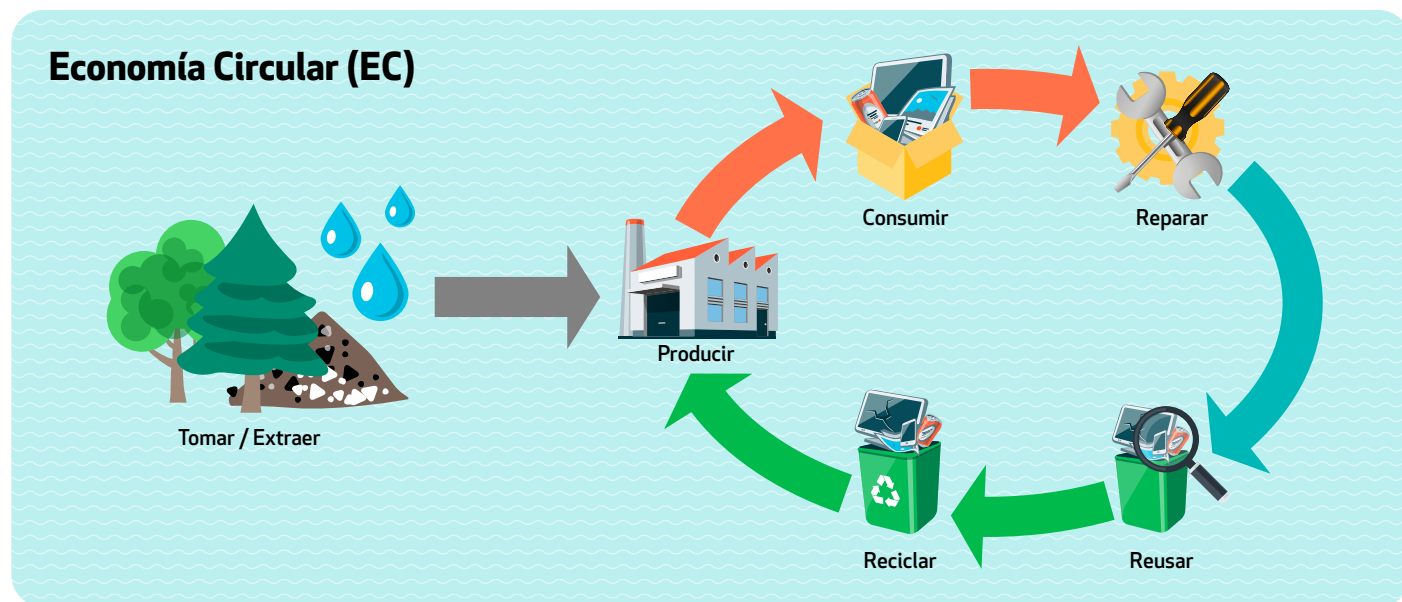 Economía Circular (EC)
Consumir
Reparar
Producir
Tomar / Extraer
Reciclar
Reusar